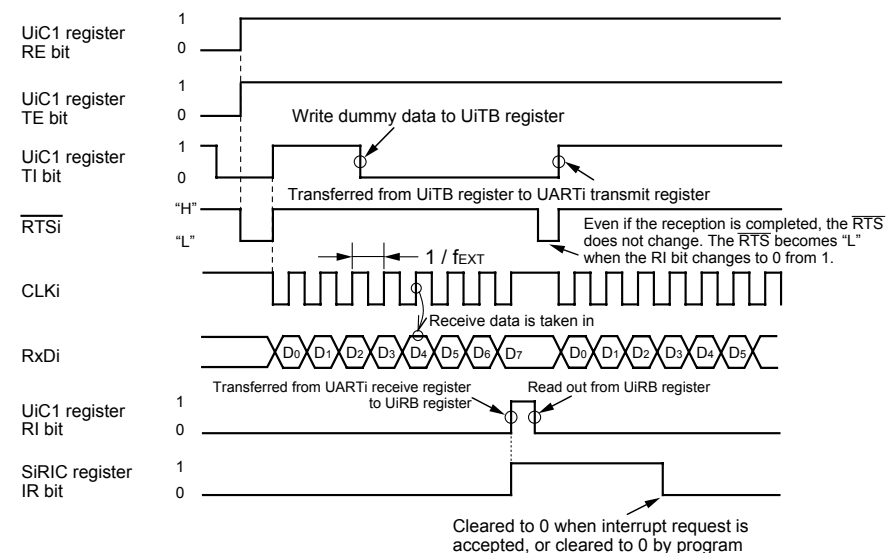 UiC1 register
RE bit
1
0
UiC1 register
TE bit
1
0
Write dummy data to UiTB register
UiC1 register
TI bit
1
0
Transferred from UiTB register to UARTi transmit register
RTSi
“H”
“L”
Even if the reception is completed, the RTS
does not change. The RTS becomes “L”
when the RI bit changes to 0 from 1.
1 / fEXT
CLKi
Receive data is taken in
RxDi
D0 D1 D2 D3 D4 D5 D6 D7 D0 D1 D2 D3 D4 D5
Transferred from UARTi receive register
to UiRB register
Read out from UiRB register
UiC1 register
RI bit
1
0
SiRIC register
IR bit
1
0
Cleared to 0 when interrupt request is
accepted, or cleared to 0 by program